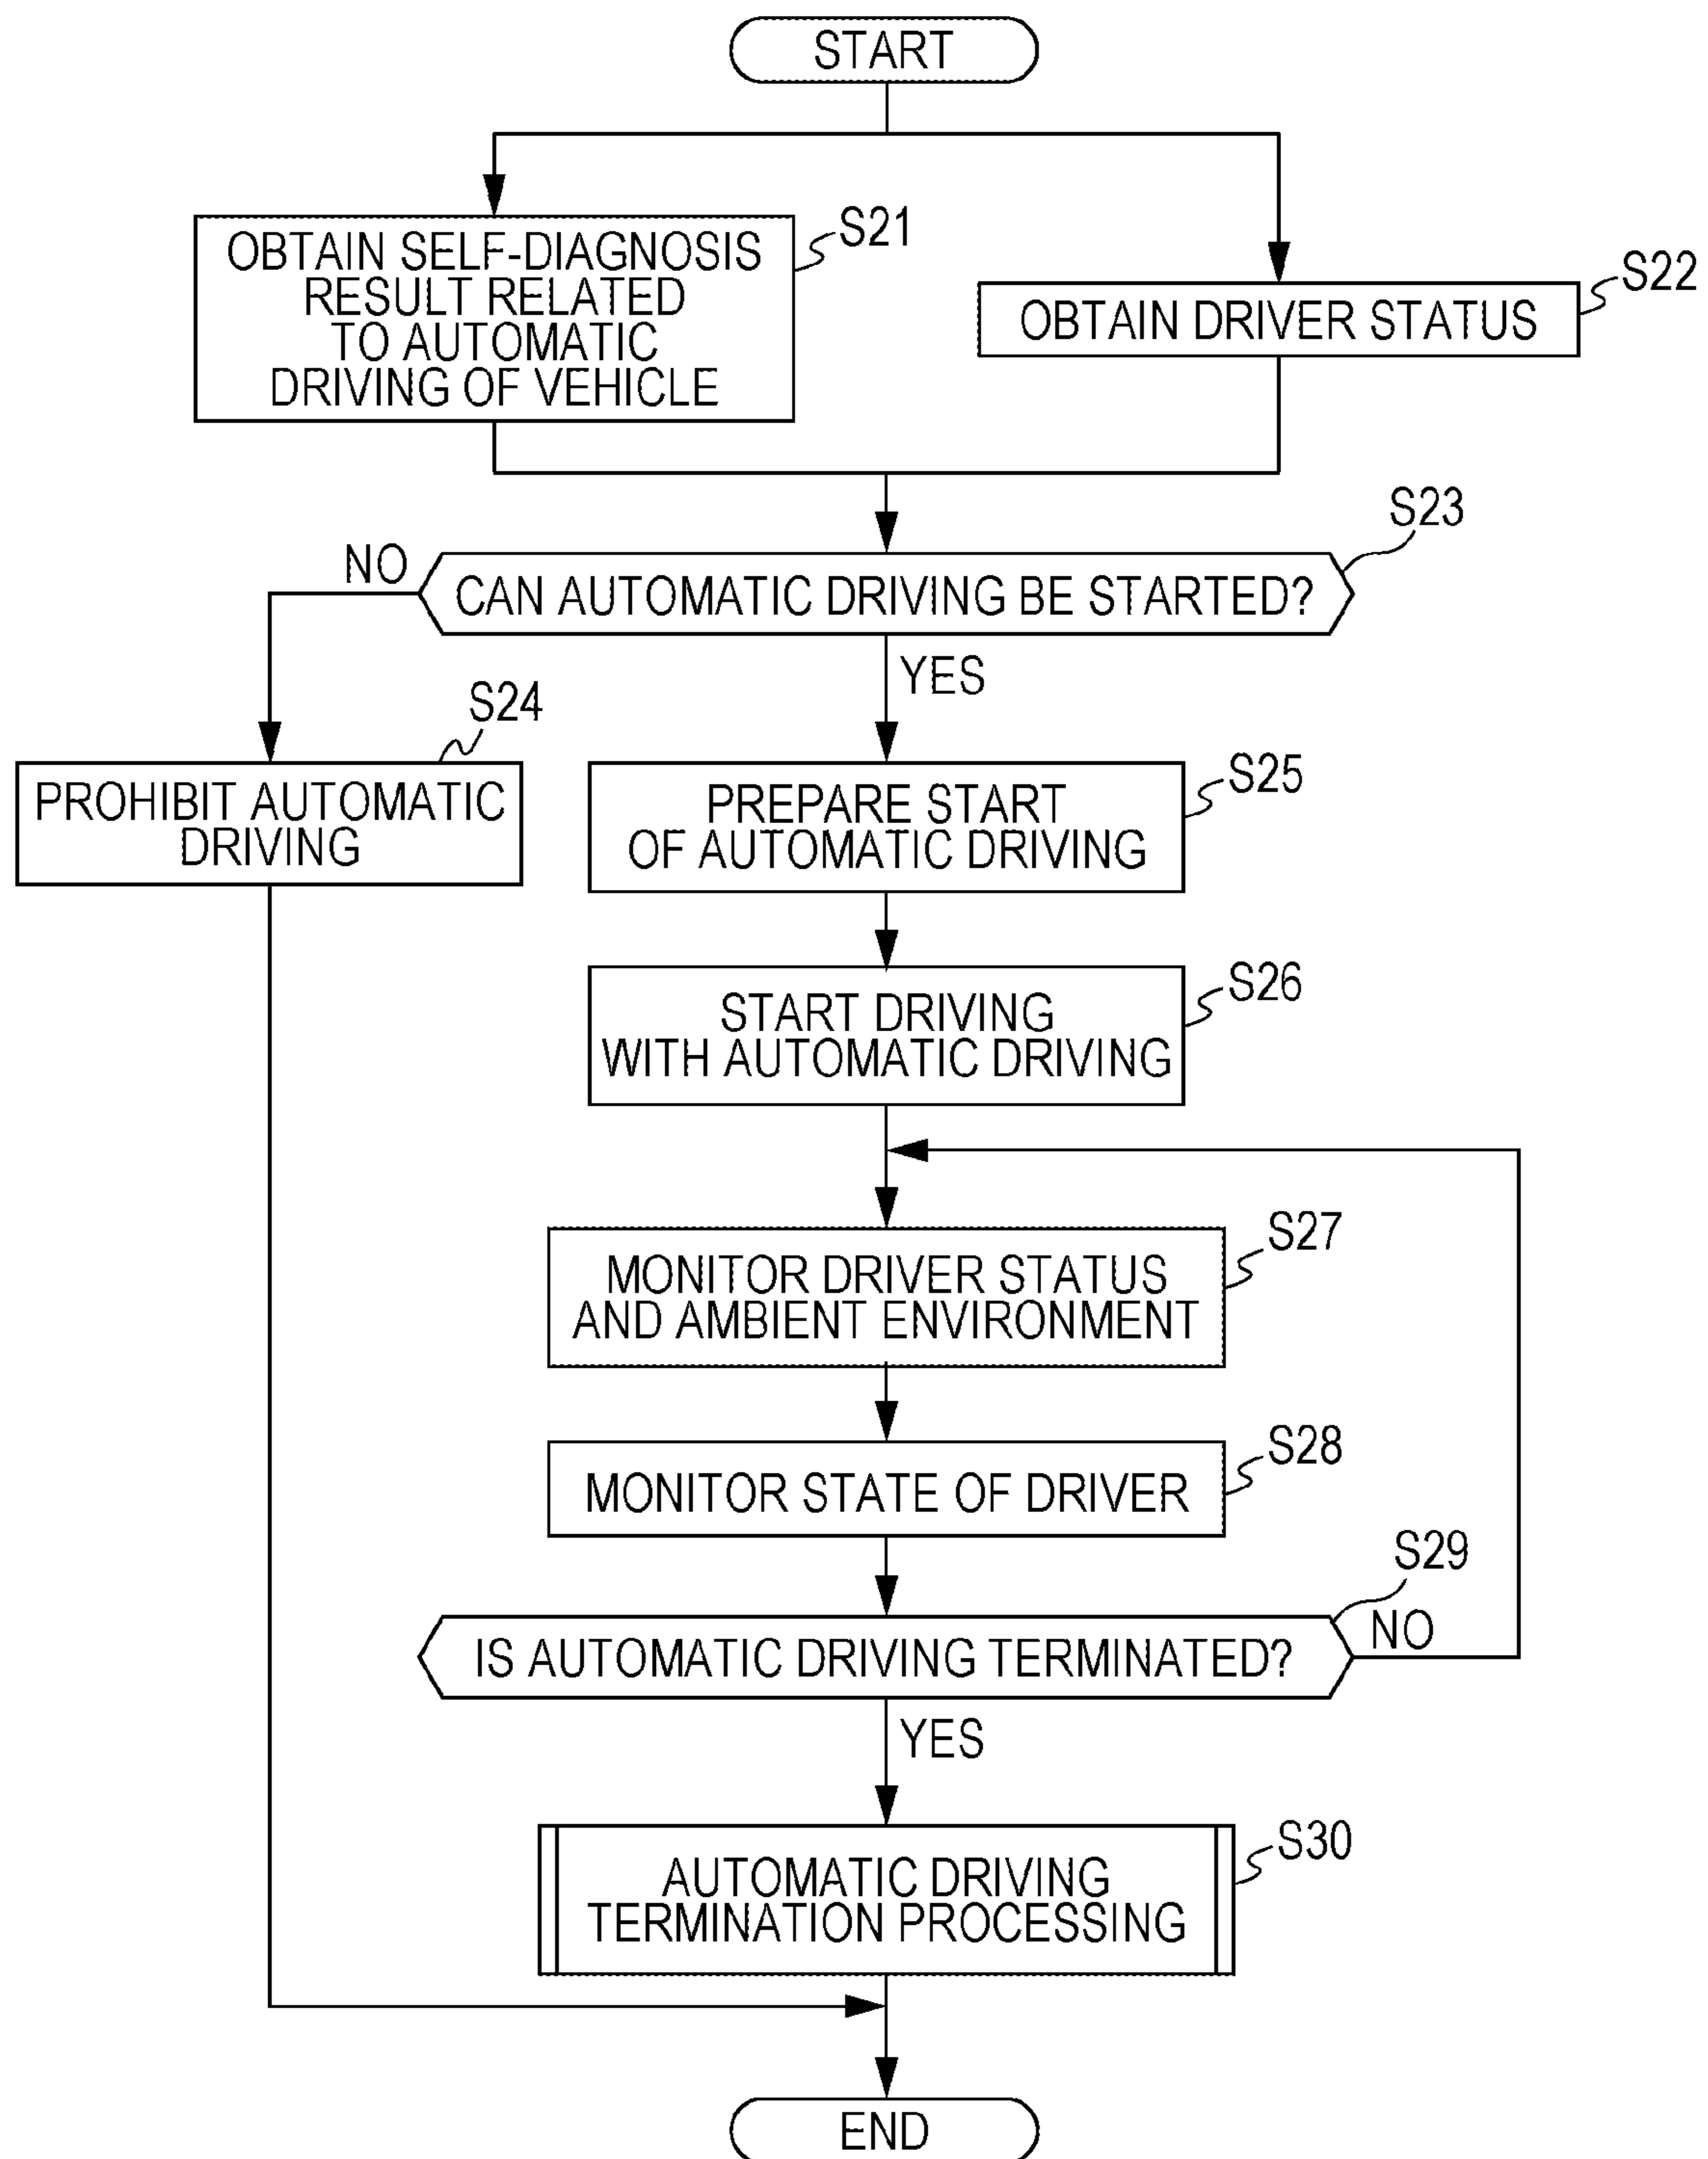 START
S21
OBTAIN SELF-DIAGNOSIS
RESULT RELATED
TO AUTOMATIC
DRIVING OF VEHICLE
S22
OBTAIN DRIVER STATUS
S23
NO
CAN AUTOMATIC DRIVING BE STARTED?
YES
S24
PROHIBIT AUTOMATIC
DRIVING
S25
PREPARE START
OF AUTOMATIC DRIVING
S26
START DRIVING
WITH AUTOMATIC DRIVING
S27
MONITOR DRIVER STATUS
AND AMBIENT ENVIRONMENT
S28
MONITOR STATE OF DRIVER
S29
NO
IS AUTOMATIC DRIVING TERMINATED?
YES
S30
AUTOMATIC DRIVING
TERMINATION PROCESSING
END